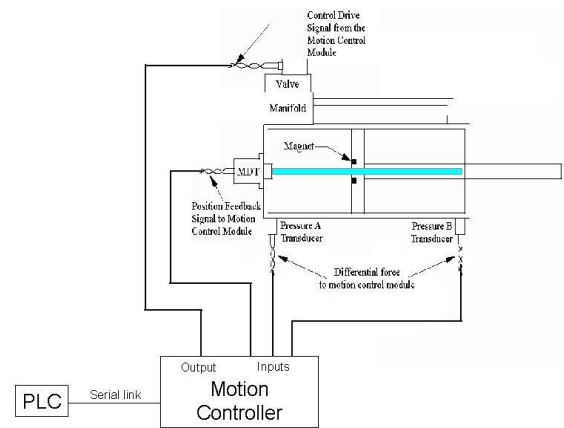 Control Drive
Signal from the
Motion Control
Module
Valve
Manifold
Magnet
MDT
Position Feedback
Signal to Motion
Control Module
Pressure A
Transducer
Pressure B
Transducer
Differential force
to motion control module
Output
Inputs
Motion
Controller
PLC
Serial link